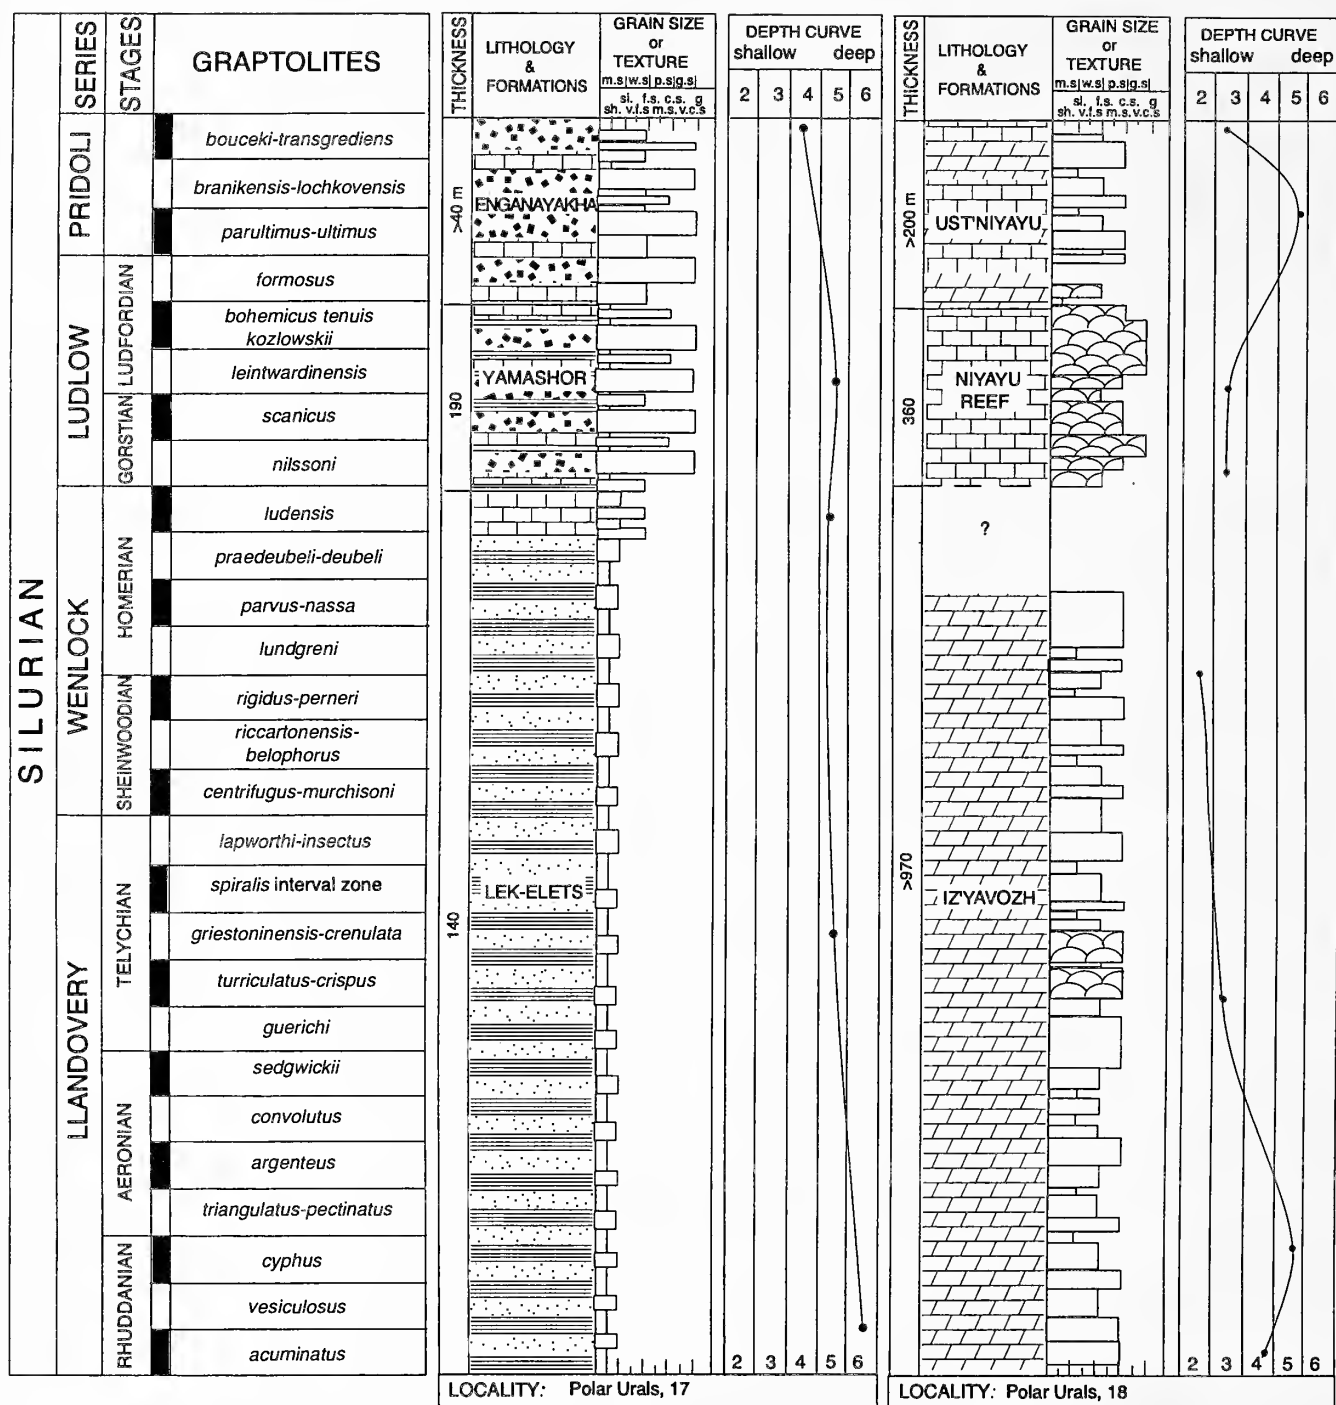 SERIES
STAGES
GRAPTOLITES
SILURIAN
PRIDOLI
LUDLOW
WENLOCK
LLANDOVERY
LUDFORDIAN
GORSTIAN
HOMERIAN
SHEINWOODIAN
TELYCHIAN
AERONIAN
RHUDDANIAN
bouceki-transgrediens
branikensis-lochkovensis
parultimus-ultimus
formosus
bohemicus tenuis
kozlowskii
leintwardinensis
scanicus
nilssoni
ludensis
praedeubeli-deubeli
parvus-nassa
lundgreni
rigidus-perneri
riccartonensis-
belophorus
centrifugus-murchisoni
lapworthi-insectus
spiralis interval zone
griestoninensis-crenulata
turriculatus-crispus
guerichi
sedgwickii
convolutus
argenteus
triangulatus-pectinatus
cyphus
vesiculosus
acuminatus
THICKNESS
LITHOLOGY
&
FORMATIONS
GRAIN SIZE
or
TEXTURE
m.s|w.s| p.s|g.s|
si. f.s. c.s. g
sh. v.f.s m.s.v.c.s
DEPTH CURVE
shallow deep
2 3 4 5 6
>40 m
190
140
ENGANAYAKHA
YAMASHOR
LEK-ELETS
2 3 4 5 6
LOCALITY: Polar Urals, 17
THICKNESS
LITHOLOGY
&
FORMATIONS
GRAIN SIZE
or
TEXTURE
m.s|w.s| p.s|g.s|
si. f.s. c.s. g
sh. v.f.s m.s.v.c.s
DEPTH CURVE
shallow deep
2 3 4 5 6
>200 m
360
>970
UST'NIYAYU
NIYAYU
REEF
?
IZ'YAVOZH
2 3 4 5 6
LOCALITY: Polar Urals, 18